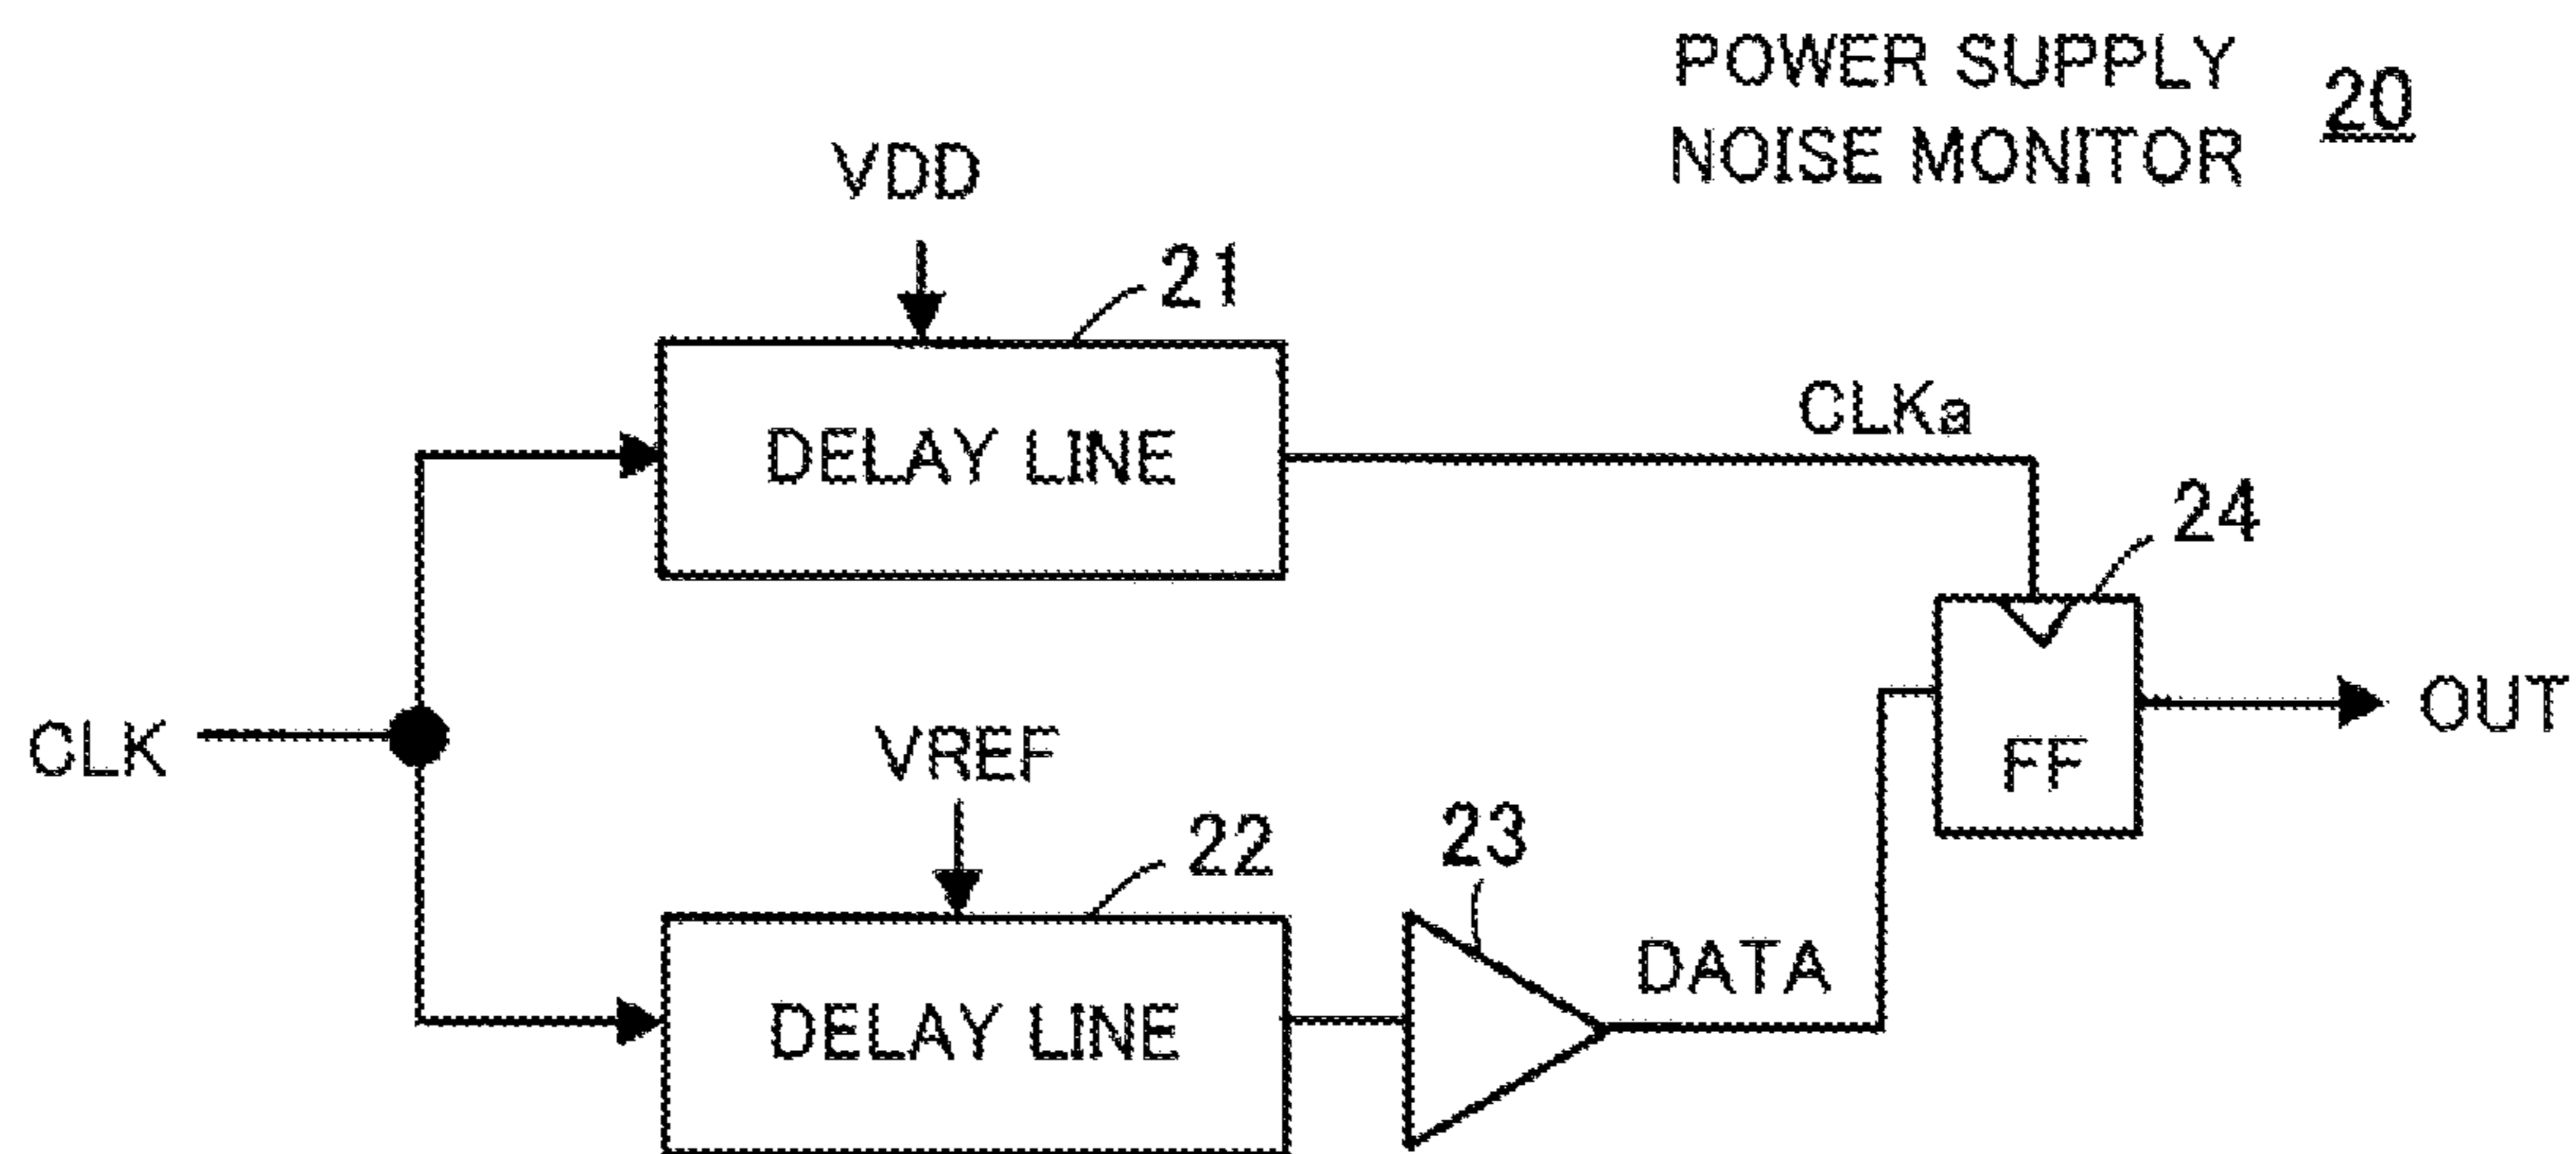 POWER SUPPLY
NOISE MONITOR
20
VDD
21
DELAY LINE
CLKa
24
CLK
VREF
22
23
DATA
FF
OUT
DELAY LINE